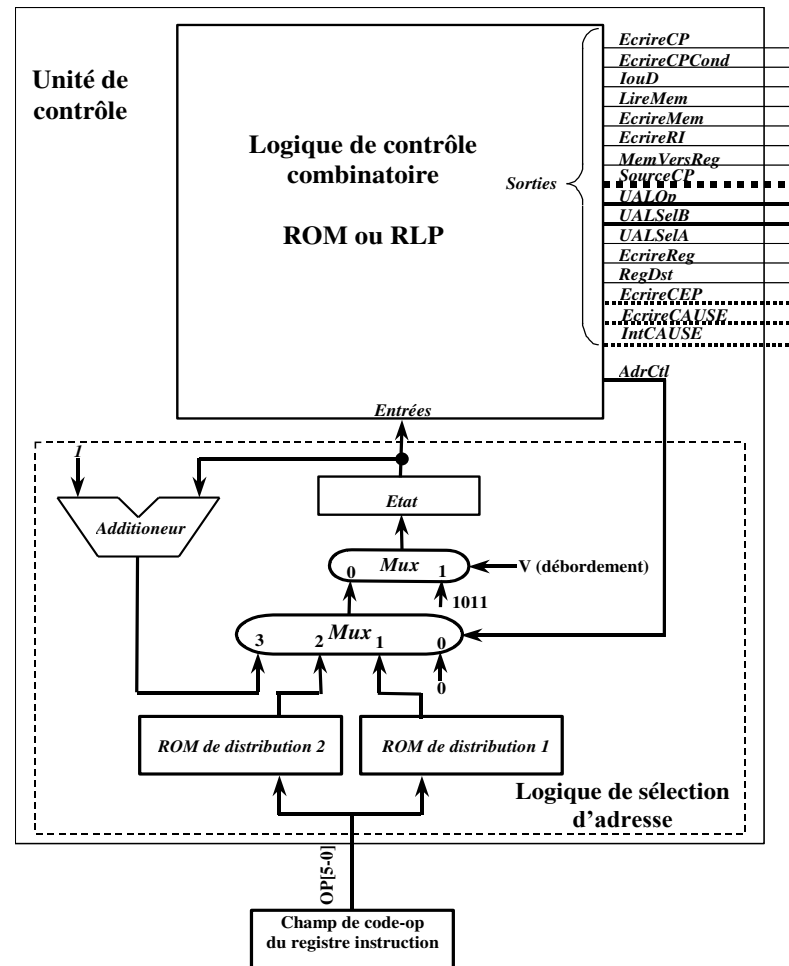 Unité de
contrôle
Logique de contrôle
combinatoire
ROM ou RLP
Sorties
EcrireCP
EcrireCPCond
IouD
LireMem
EcrireMem
EcrireRI
MemVersReg
SourceCP
UALOp
UALSelB
UALSelA
EcrireReg
RegDst
EcrireCEP
EcrireCAUSE
IntCAUSE
AdrCtl
Entrées
1
Additioneur
Etat
0 Mux 1
V (débordement)
1011
3 2 Mux 1 0
0
ROM de distribution 2
ROM de distribution 1
Logique de sélection
d'adresse
OP[5-0]
Champ de code-op
du registre instruction